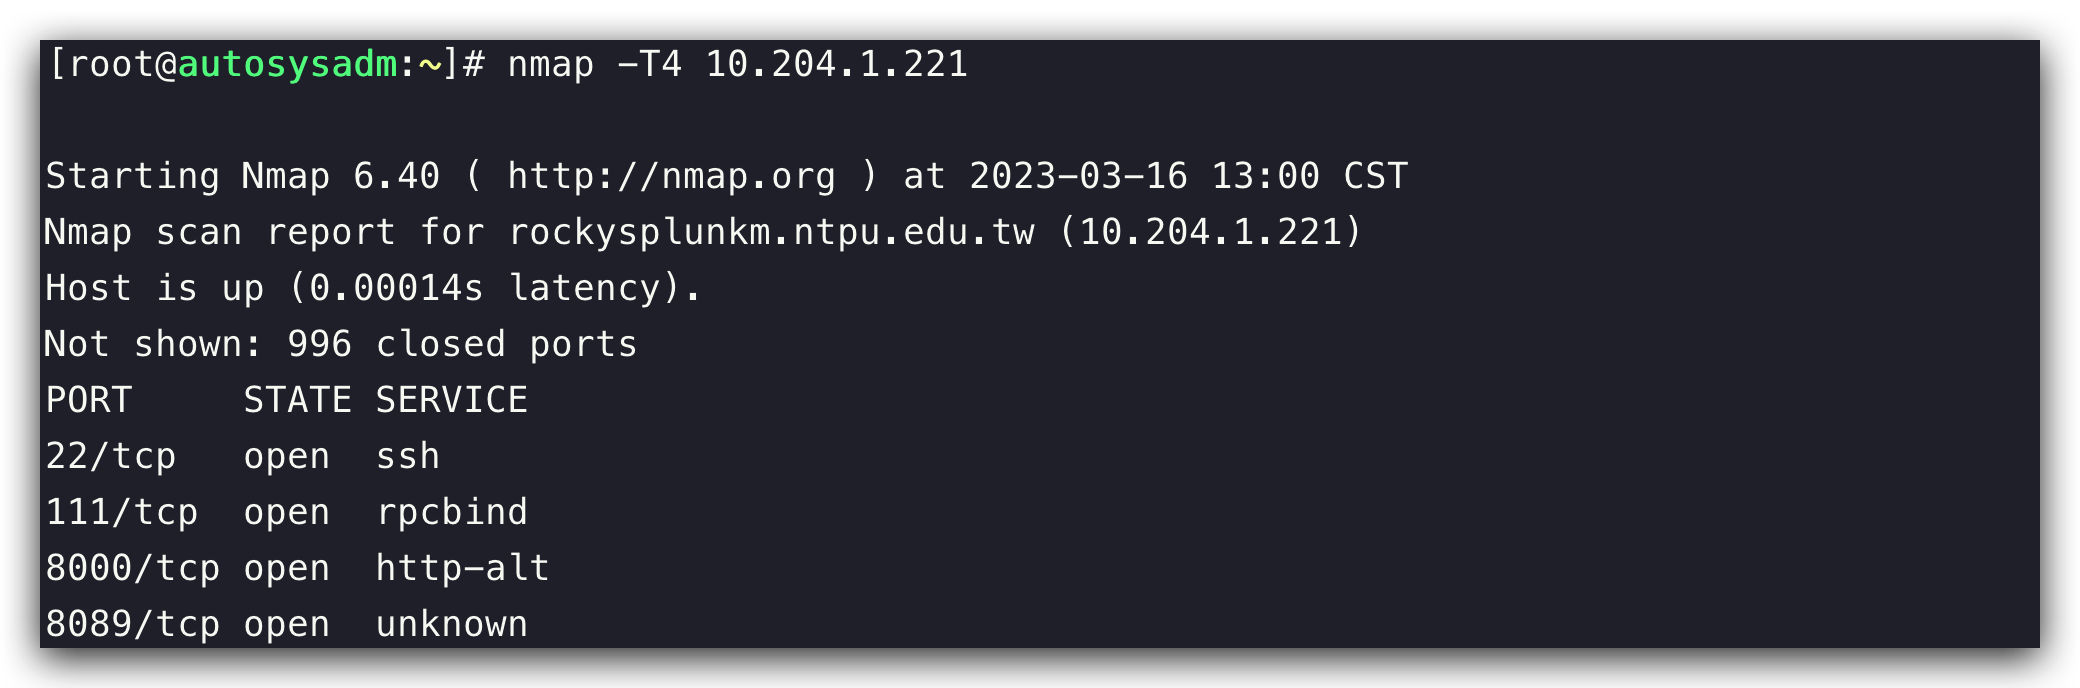 [root@autosysadm:~]# nmap -T4 10.204.1.221
Starting Nmap 6.40 ( http://nmap.org ) at 2023-03-16 13:00 CST
Nmap scan report for rockysplunkm.ntpu.edu.tw (10.204.1.221)
Host is up (0.00014s latency).
Not shown: 996 closed ports
PORT     STATE SERVICE
22/tcp   open  ssh
111/tcp  open  rpcbind
8000/tcp open  http-alt
8089/tcp open  unknown